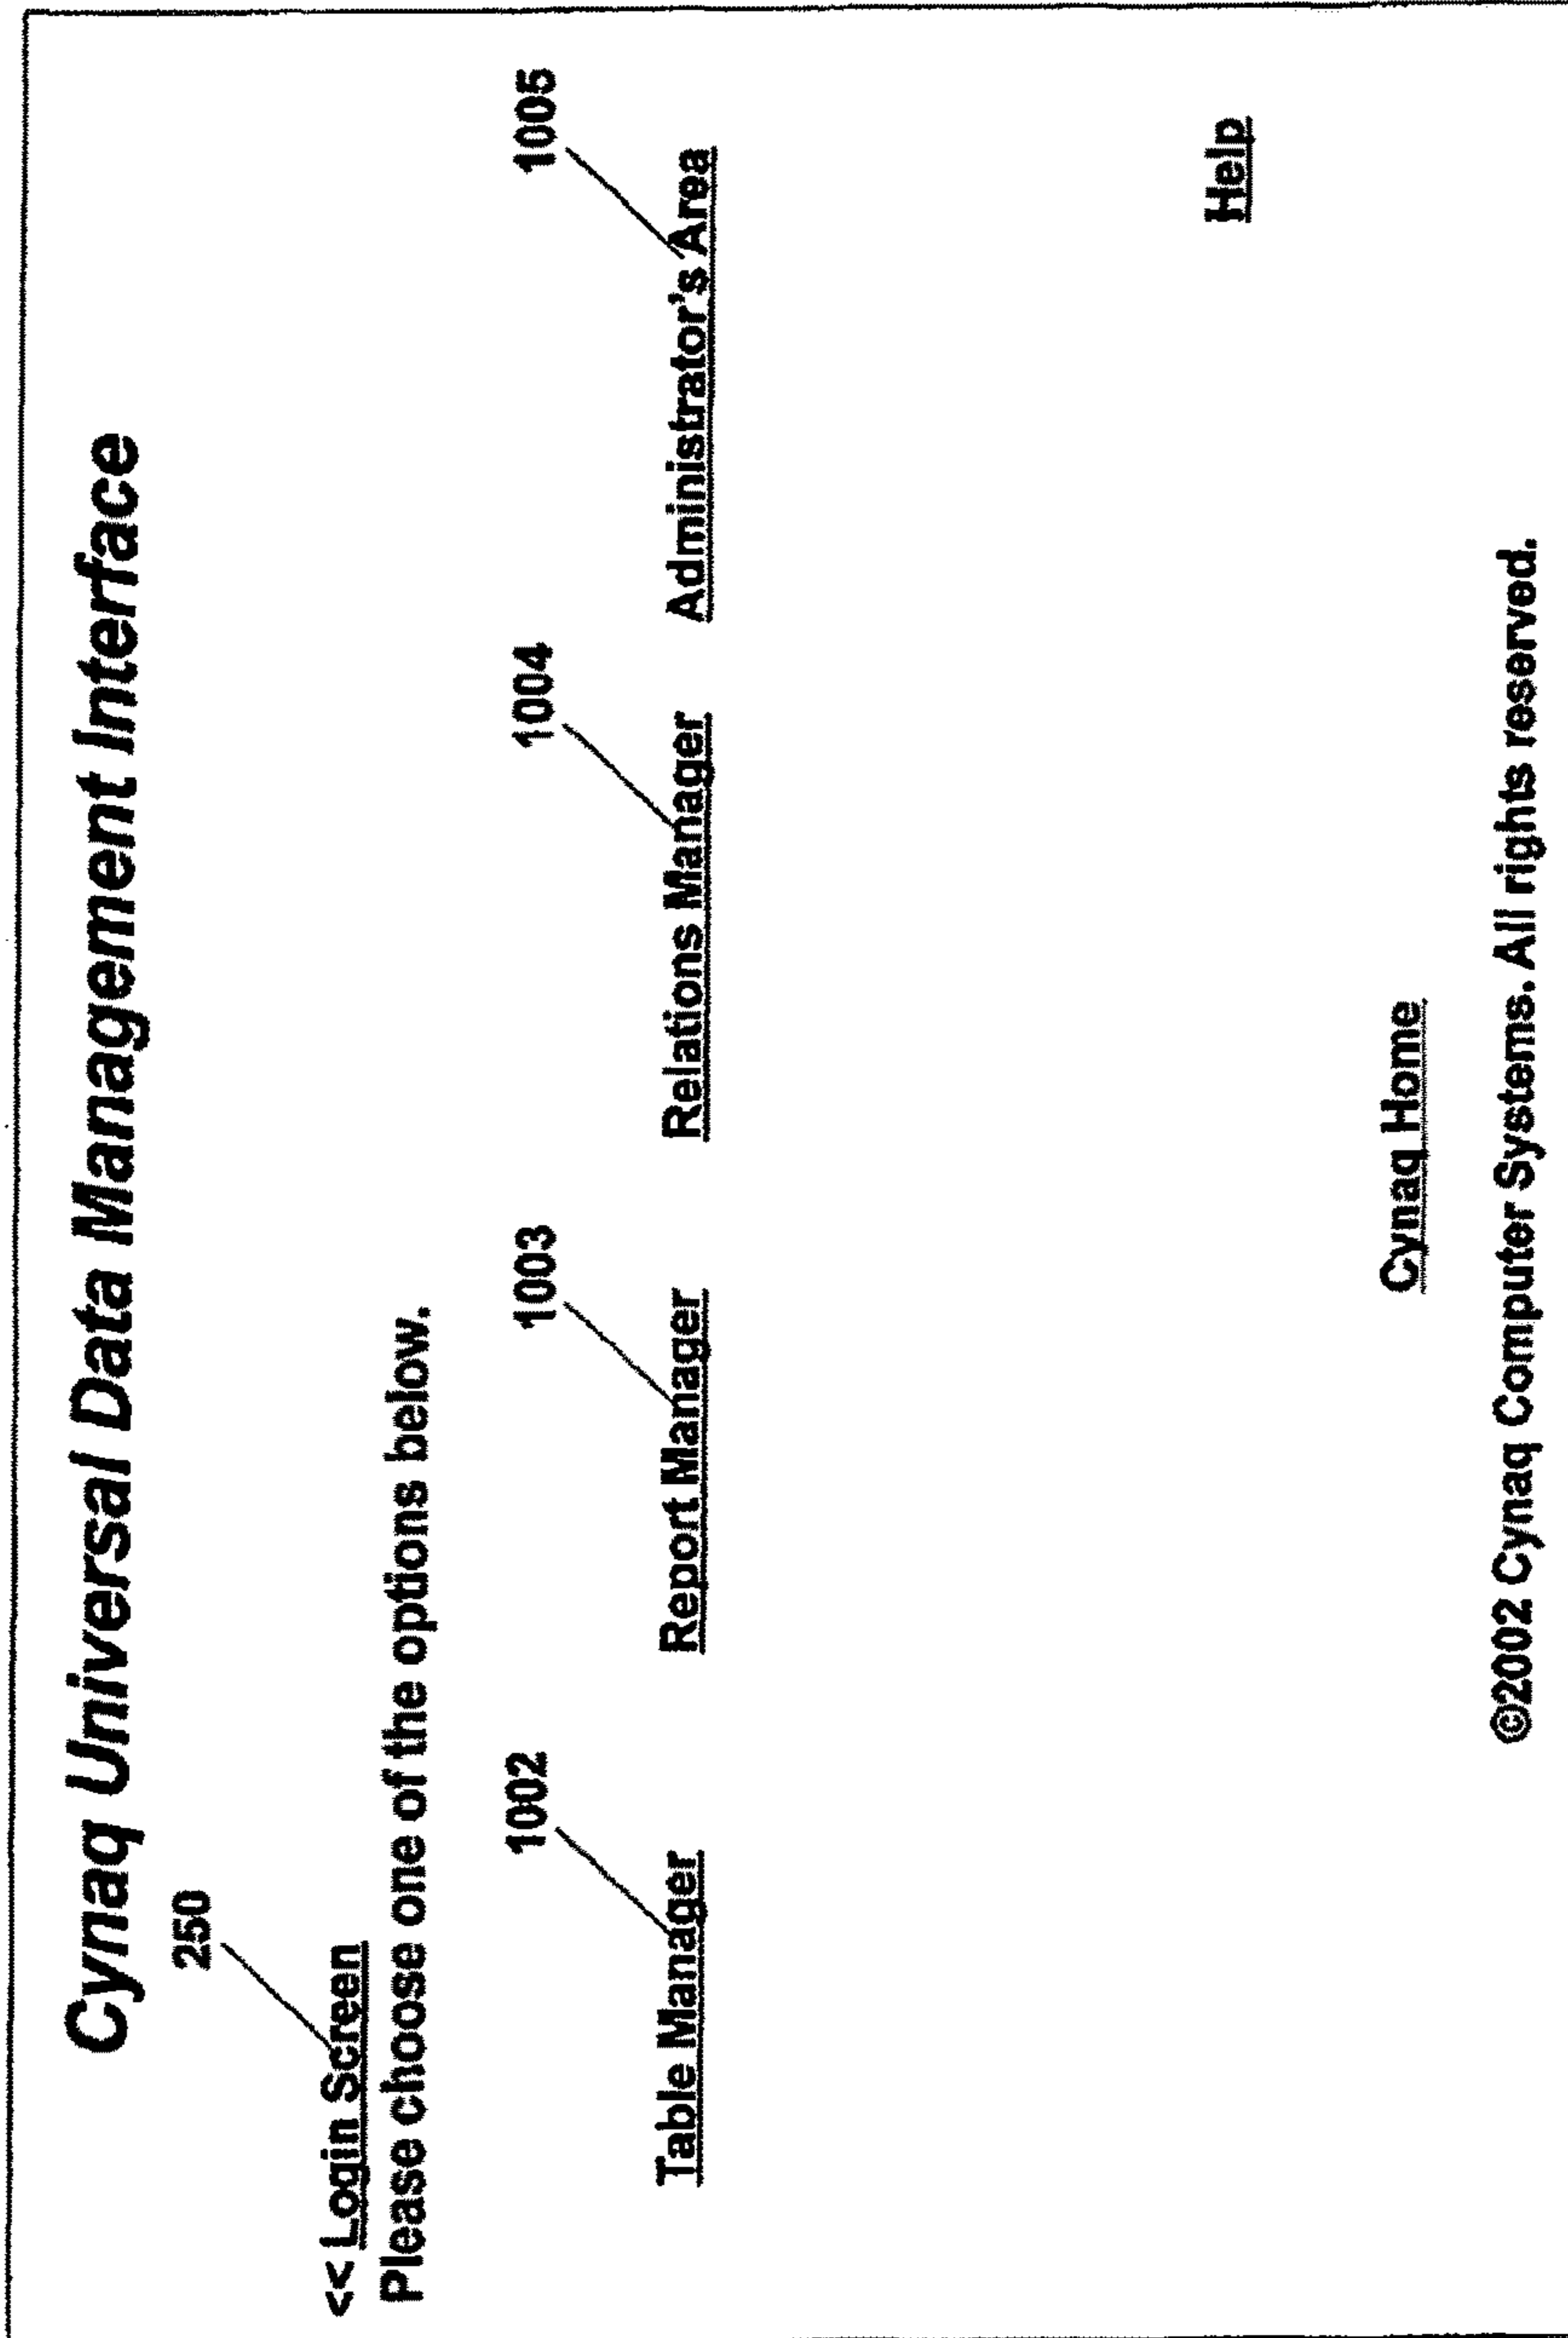 Cynaq Universal Data Management Interface
250
<< Login Screen
Please choose one of the options below.
1002 1003 1004 1005
Table Manager Report Manager Relations Manager Administrator's Area
Help
Cynaq Home
©2002 Cynaq Computer Systems. All rights reserved.